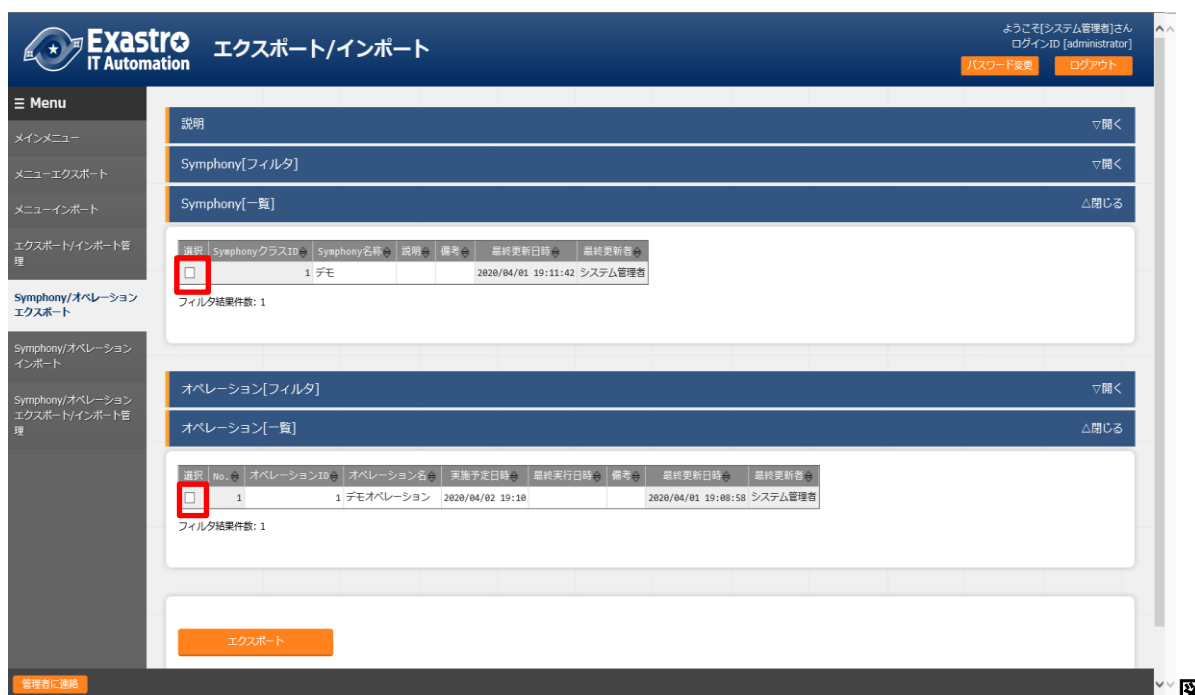 Exastro
IT Automation
エクスポート/インポート
ようこそ[システム管理者]さん
ログインID [administrator]
パスワード変更 ログアウト
☰ Menu
メインメニュー
メニューエクスポート
メニューインポート
エクスポート/インポート管
理
Symphony/オペレーション
エクスポート
Symphony/オペレーション
インポート
Symphony/オペレーション
エクスポート/インポート管
理
説明 ▽開く
Symphony[フィルタ] ▽開く
Symphony[一覧] △閉じる
選択 SymphonyクラスID Symphony名称 説明 備考 最終更新日時 最終更新者
1 デモ 2020/04/01 19:11:42 システム管理者
フィルタ結果件数: 1
オペレーション[フィルタ] ▽開く
オペレーション[一覧] △閉じる
選択 No. オペレーションID オペレーション名 実施予定日時 最終実行日時 備考 最終更新日時 最終更新者
1 1 デモオペレーション 2020/04/02 19:10 2020/04/01 19:08:58 システム管理者
フィルタ結果件数: 1
エクスポート
管理者に連絡